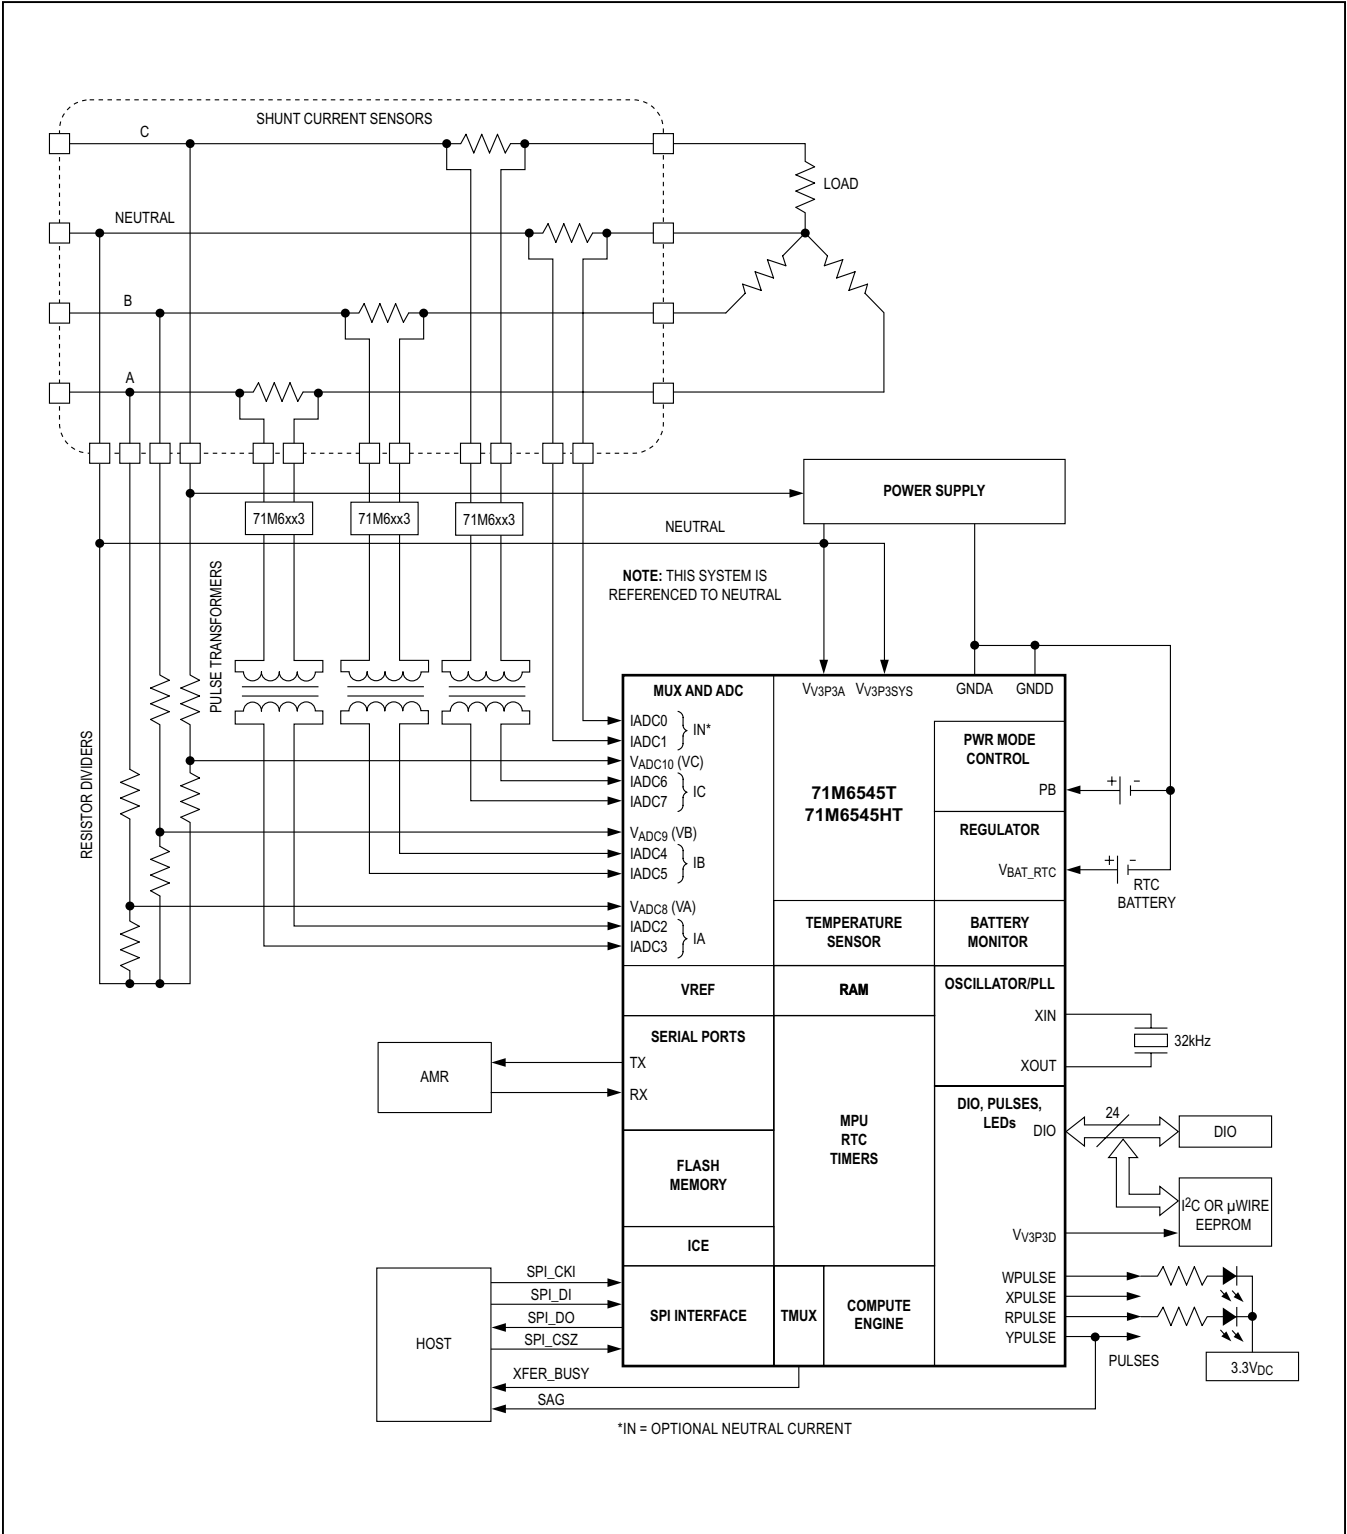 SHUNT CURRENT SENSORS
C
LOAD
NEUTRAL
B
A
POWER SUPPLY
71M6xx3
71M6xx3
71M6xx3
NEUTRAL
NOTE: THIS SYSTEM IS
REFERENCED TO NEUTRAL
PULSE TRANSFORMERS
RESISTOR DIVIDERS
MUX AND ADC
VV3P3A
VV3P3SYS
GNDA
GNDD
IADC0
IADC1
IN*
VADC10 (VC)
IADC6
IADC7
IC
VADC9 (VB)
IADC4
IADC5
IB
VADC8 (VA)
IADC2
IADC3
IA
71M6545T
71M6545HT
PWR MODE
CONTROL
PB
+ -
REGULATOR
VBAT_RTC
+ -
RTC
BATTERY
TEMPERATURE
SENSOR
BATTERY
MONITOR
VREF
RAM
OSCILLATOR/PLL
XIN
32kHz
XOUT
SERIAL PORTS
TX
RX
AMR
MPU
RTC
TIMERS
DIO, PULSES,
LEDs
DIO
24
DIO
I2C OR µWIRE
EEPROM
VV3P3D
FLASH
MEMORY
ICE
WPULSE
XPULSE
RPULSE
YPULSE
PULSES
3.3VDC
SPI INTERFACE
TMUX
COMPUTE
ENGINE
HOST
SPI_CKI
SPI_DI
SPI_DO
SPI_CSZ
XFER_BUSY
SAG
*IN = OPTIONAL NEUTRAL CURRENT